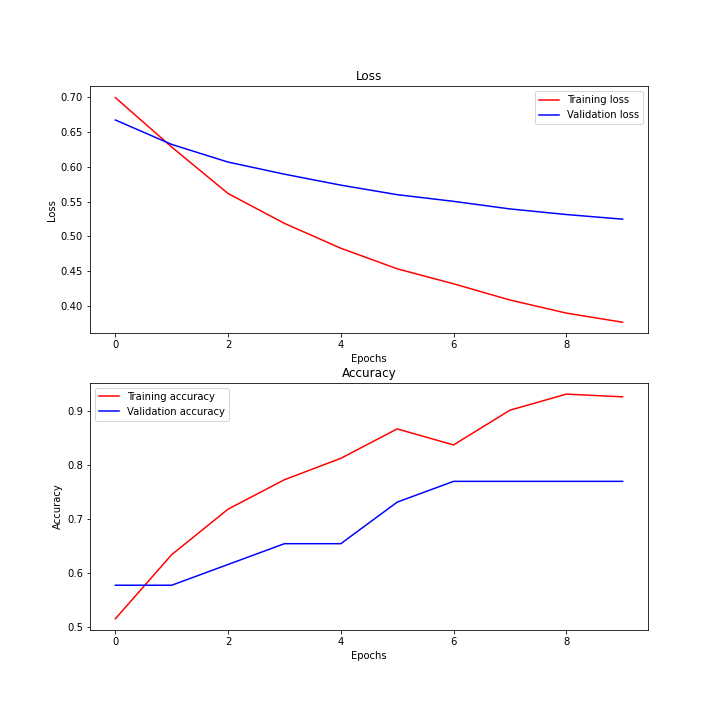 Loss
0.70
0.65
0.60
0.55
0.50
0.45
0.40
Loss
Training loss
Validation loss
0 2 4 6 8
Epochs
Accuracy
0.9
0.8
0.7
0.6
0.5
Accuracy
Training accuracy
Validation accuracy
0 2 4 6 8
Epochs